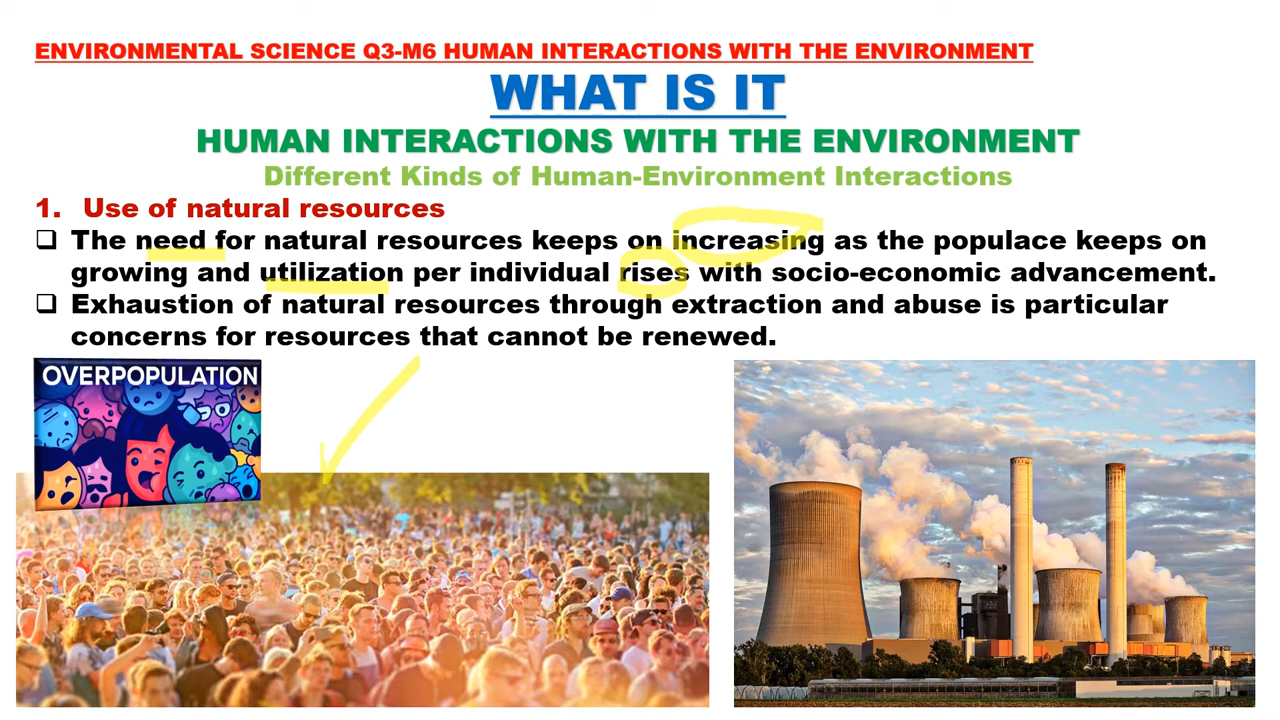 ENVIRONMENTAL SCIENCE Q3-M6 HUMAN INTERACTIONS WITH THE ENVIRONMENT
WHAT IS IT
HUMAN INTERACTIONS WITH THE ENVIRONMENT
Different Kinds of Human-Environment Interactions
1. Use of natural resources
❑ The need for natural resources keeps on increasing as the populace keeps on
growing and utilization per individual rises with socio-economic advancement.
❑ Exhaustion of natural resources through extraction and abuse is particular
concerns for resources that cannot be renewed.
OVERPOPULATION